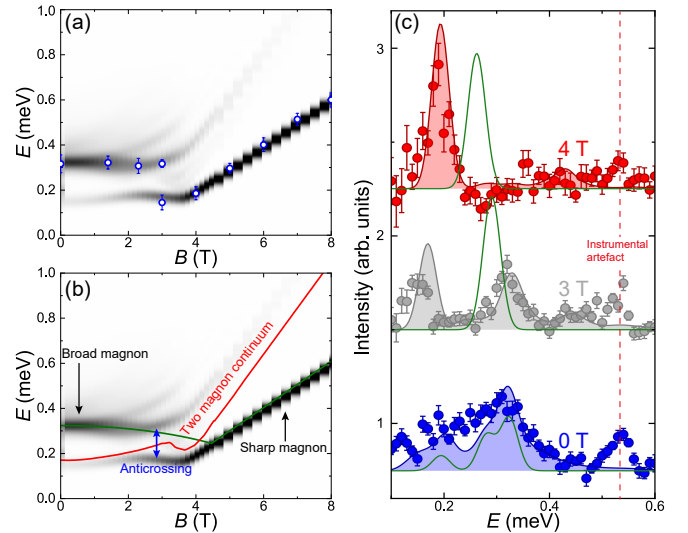 (a)
1.0
0.8
0.6
0.4
0.2
0.0
E (meV)
0 2 4 6 8
B (T)
(b)
1.0
0.8
0.6
0.4
0.2
0.0
E (meV)
Broad magnon
Two magnon continuum
Sharp magnon
Anticrossing
0 2 4 6 8
B (T)
(c)
3
2
1
Intensity (arb. units)
4 T
Instrumental
artefact
3 T
0 T
0.2 0.4 0.6
E (meV)